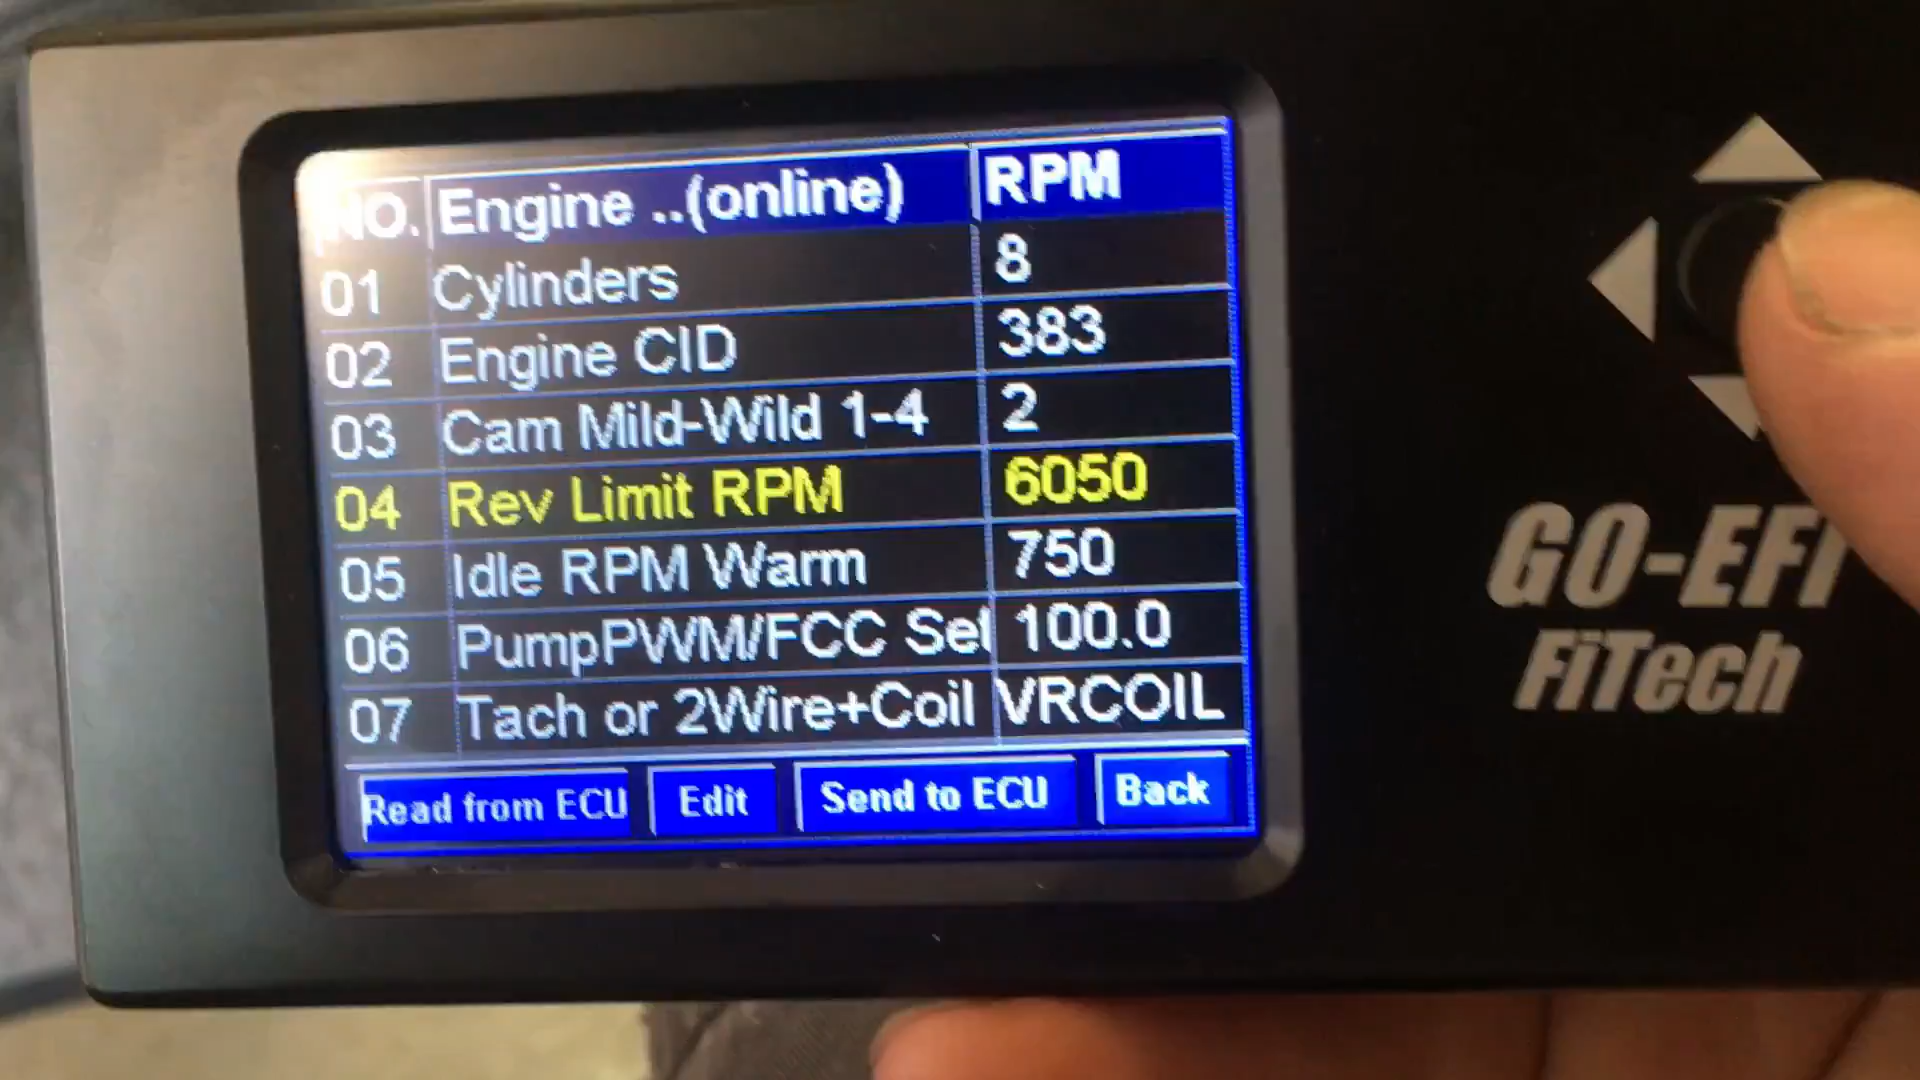 NO. Engine ..(online) RPM
01 Cylinders 8
02 Engine CID 383
03 Cam Mild-Wild 1-4 2
04 Rev Limit RPM 6050
05 Idle RPM Warm 750
06 PumpPWM/FCC Set 100.0
07 Tach or 2Wire+Coil VRCOIL
Read from ECU Edit Send to ECU Back
GO-EFI
FiTech